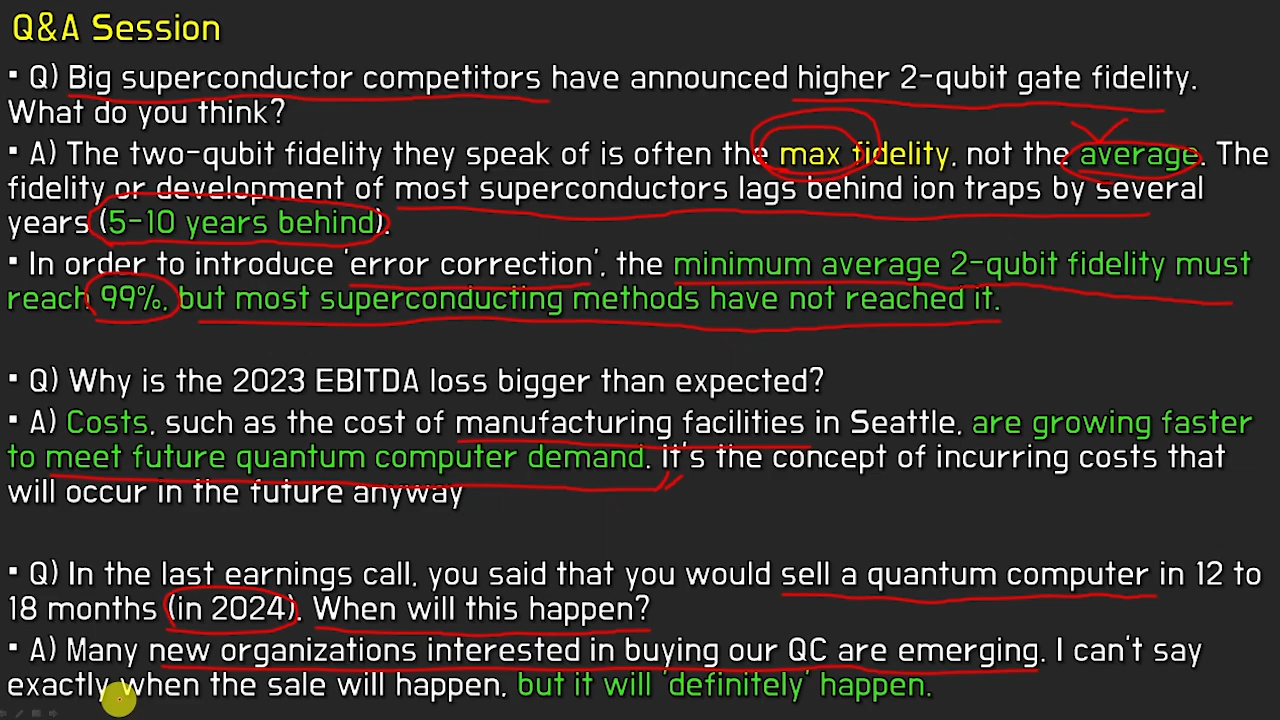 Q&A Session
▪ Q) Big superconductor competitors have announced higher 2-qubit gate fidelity.
What do you think?
▪ A) The two-qubit fidelity they speak of is often the max fidelity, not the average. The
fidelity or development of most superconductors lags behind ion traps by several
years (5-10 years behind).
▪ In order to introduce 'error correction', the minimum average 2-qubit fidelity must
reach 99%, but most superconducting methods have not reached it.
▪ Q) Why is the 2023 EBITDA loss bigger than expected?
▪ A) Costs, such as the cost of manufacturing facilities in Seattle, are growing faster
to meet future quantum computer demand. It's the concept of incurring costs that
will occur in the future anyway
▪ Q) In the last earnings call, you said that you would sell a quantum computer in 12 to
18 months (in 2024). When will this happen?
▪ A) Many new organizations interested in buying our QC are emerging. I can't say
exactly when the sale will happen, but it will 'definitely' happen.